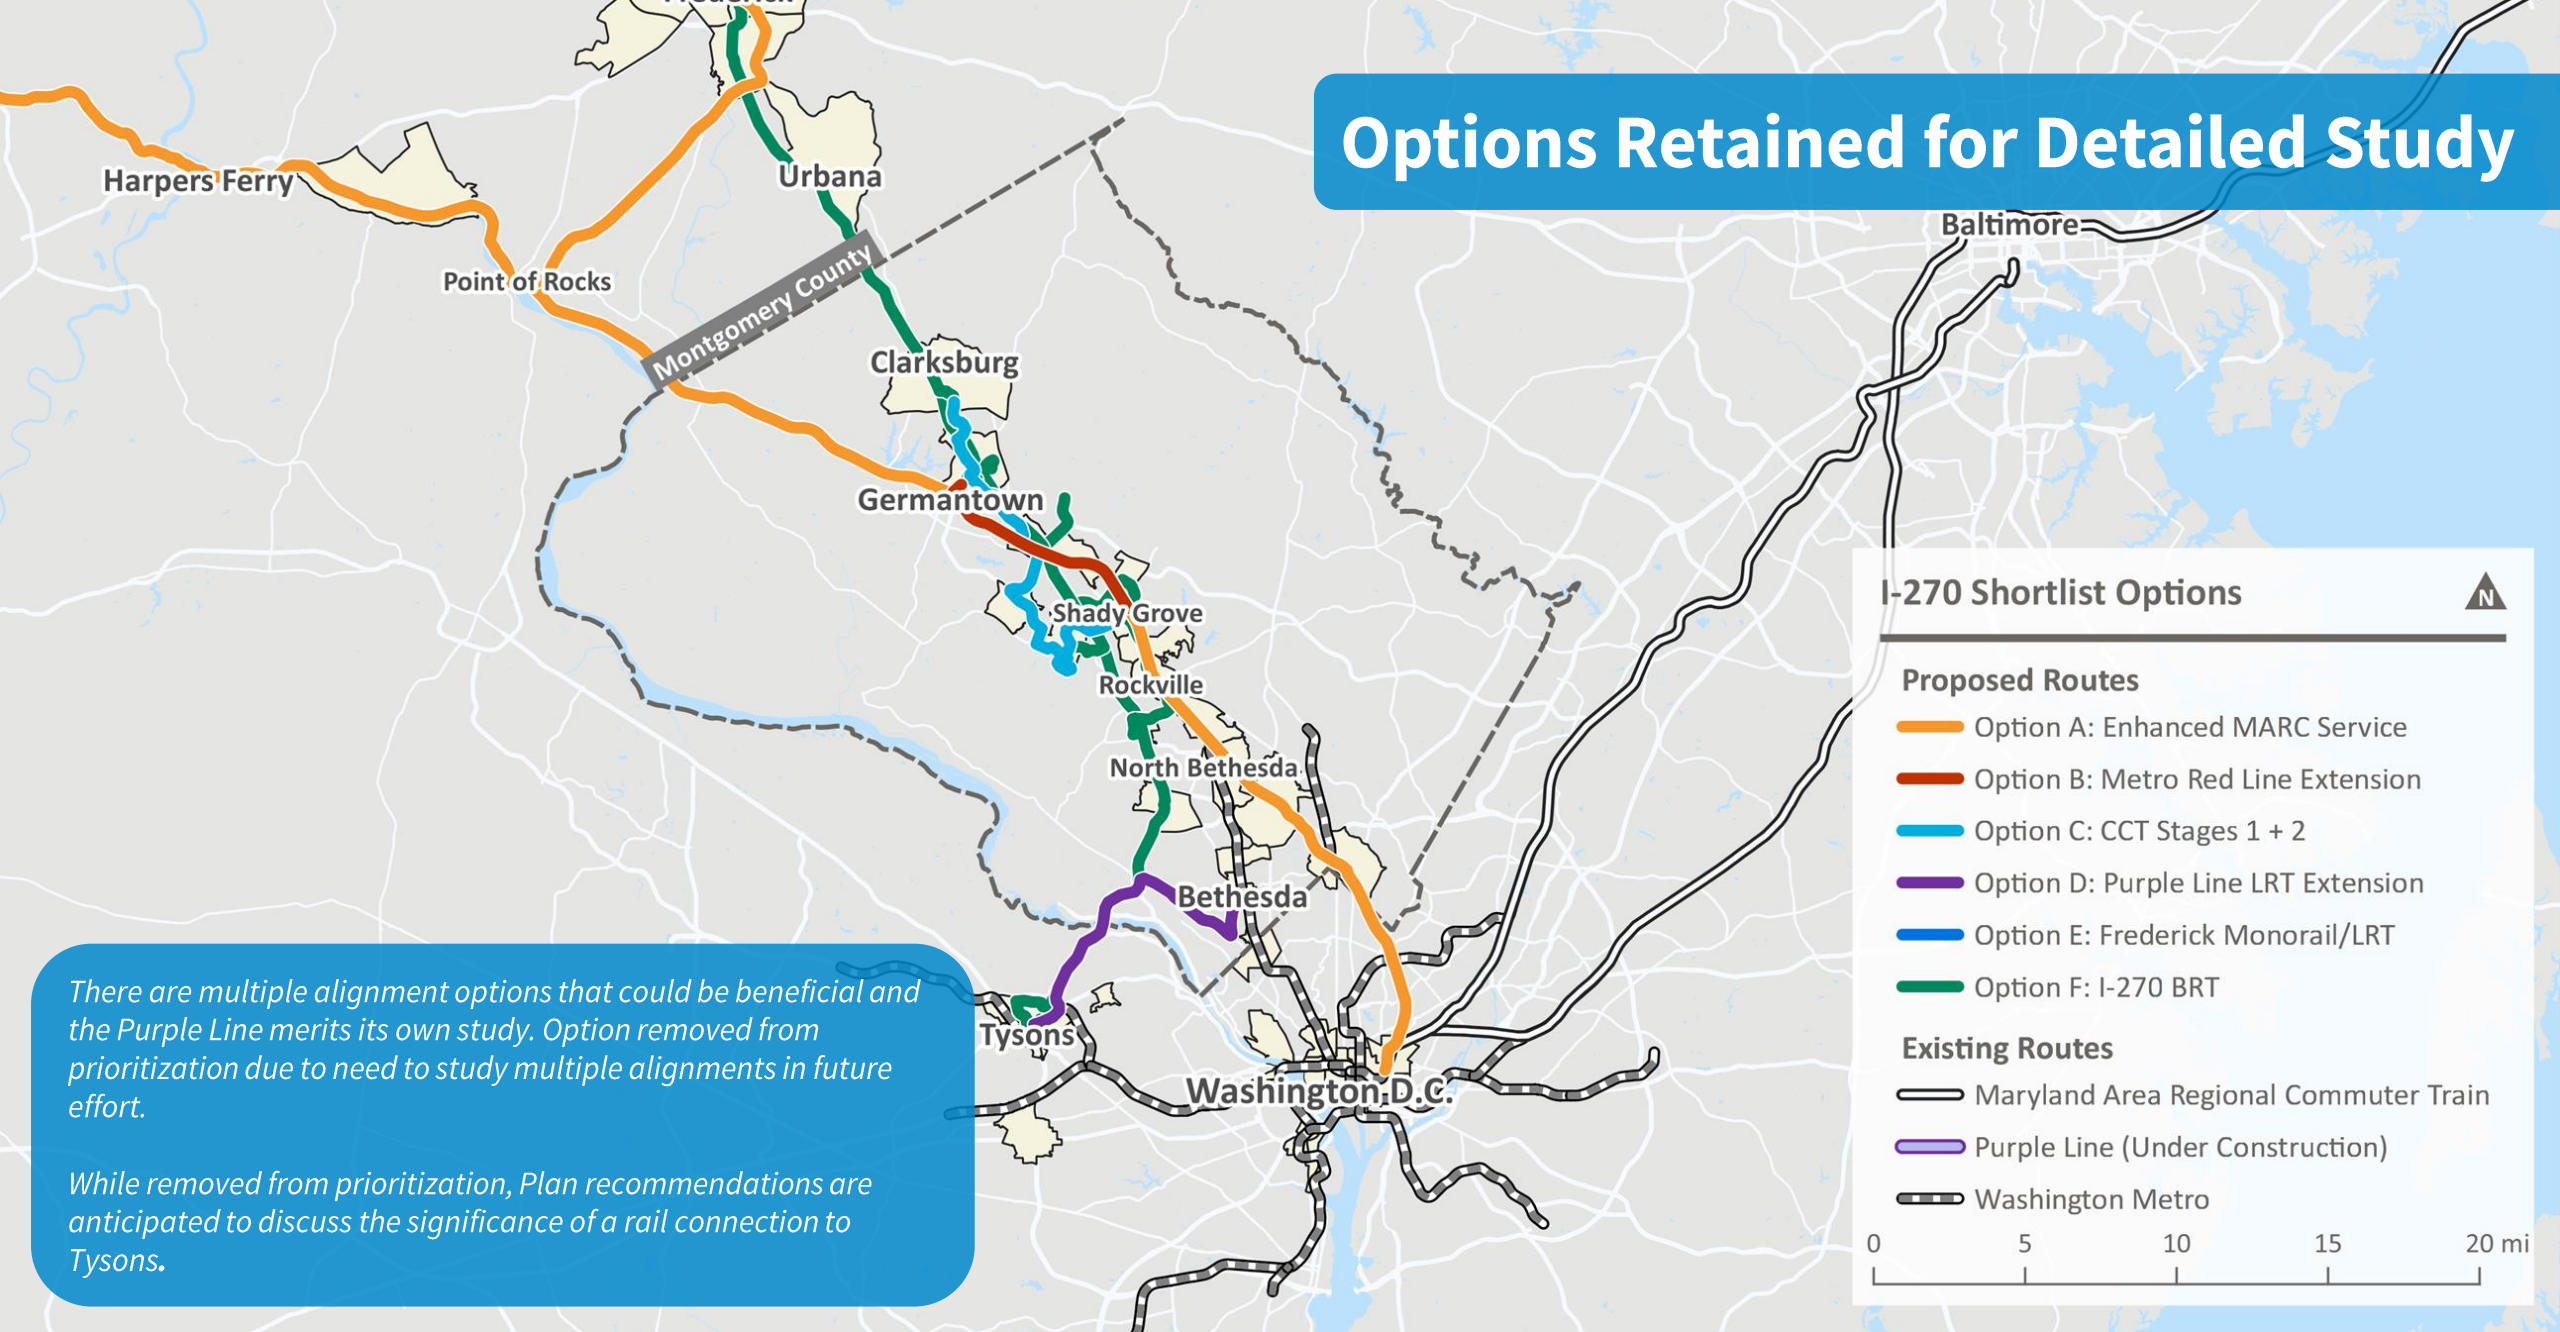 Frederick
Options Retained for Detailed Study
Harpers Ferry
Urbana
Baltimore
Montgomery County
Point of Rocks
Clarksburg
Germantown
Shady Grove
Rockville
North Bethesda
Bethesda
Tysons
Washington D.C.
There are multiple alignment options that could be beneficial and
the Purple Line merits its own study. Option removed from
prioritization due to need to study multiple alignments in future
effort.
While removed from prioritization, Plan recommendations are
anticipated to discuss the significance of a rail connection to
Tysons.
I-270 Shortlist Options
N
Proposed Routes
Option A: Enhanced MARC Service
Option B: Metro Red Line Extension
Option C: CCT Stages 1 + 2
Option D: Purple Line LRT Extension
Option E: Frederick Monorail/LRT
Option F: I-270 BRT
Existing Routes
Maryland Area Regional Commuter Train
Purple Line (Under Construction)
Washington Metro
0 5 10 15 20 mi